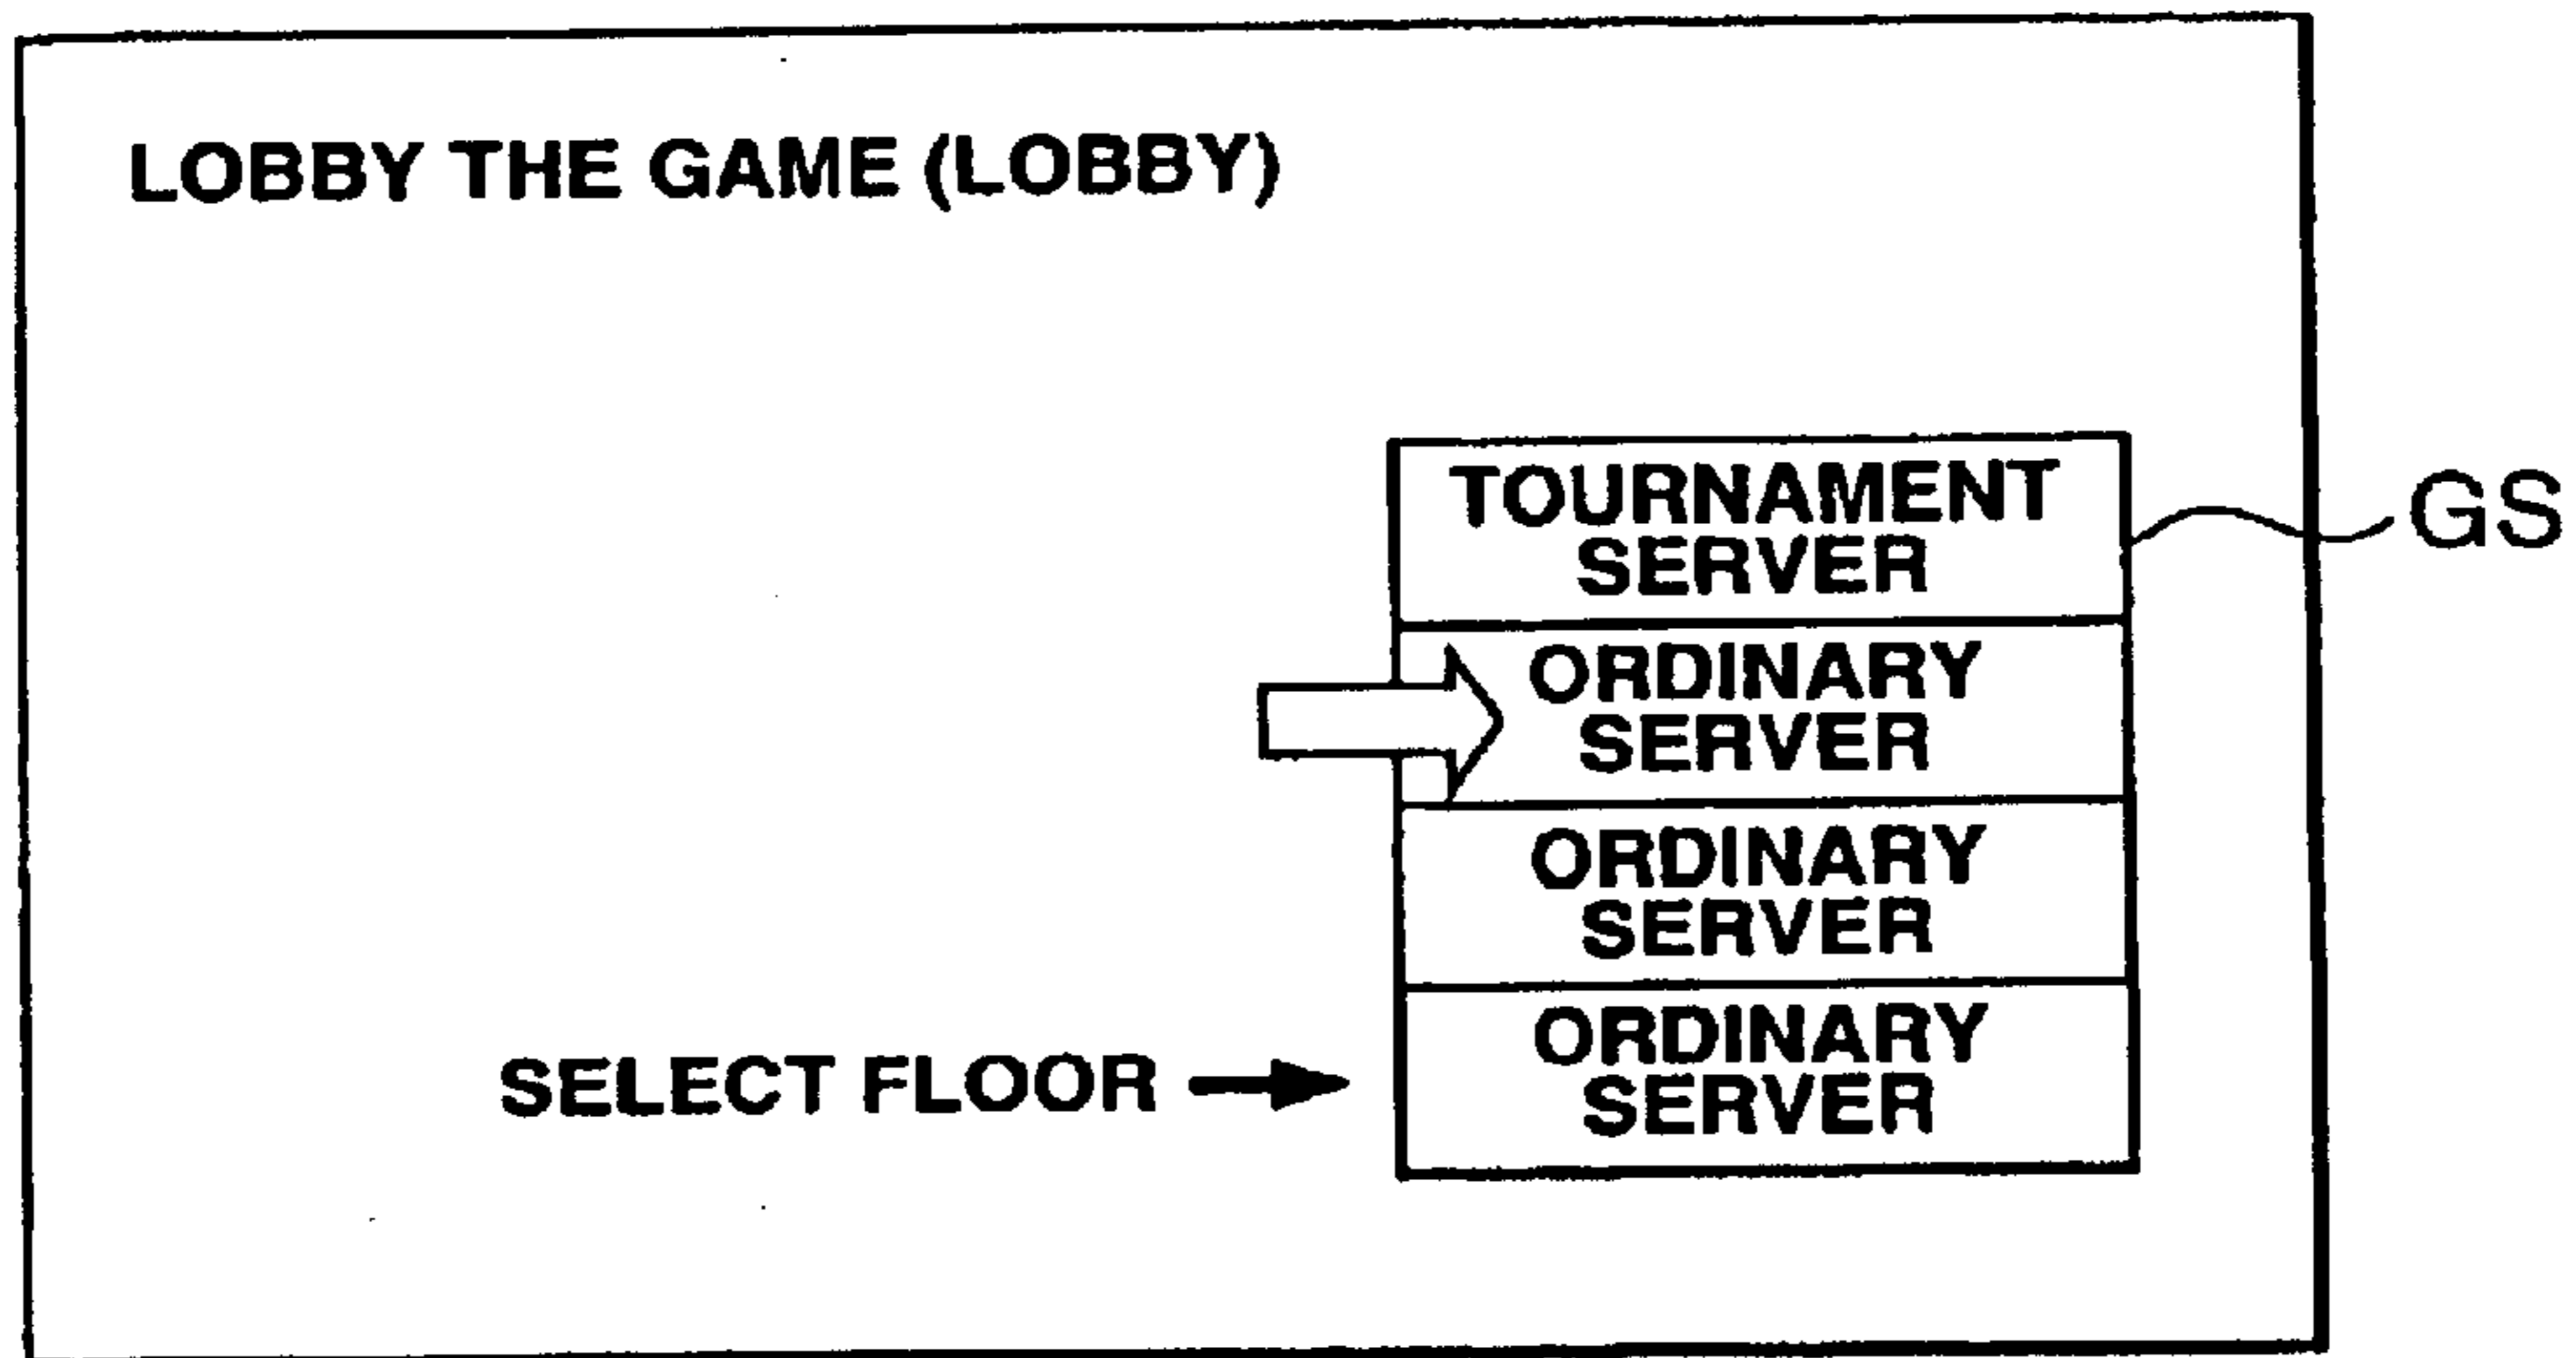 LOBBY THE GAME (LOBBY)
TOURNAMENT
SERVER
GS
ORDINARY
SERVER
ORDINARY
SERVER
SELECT FLOOR
ORDINARY
SERVER